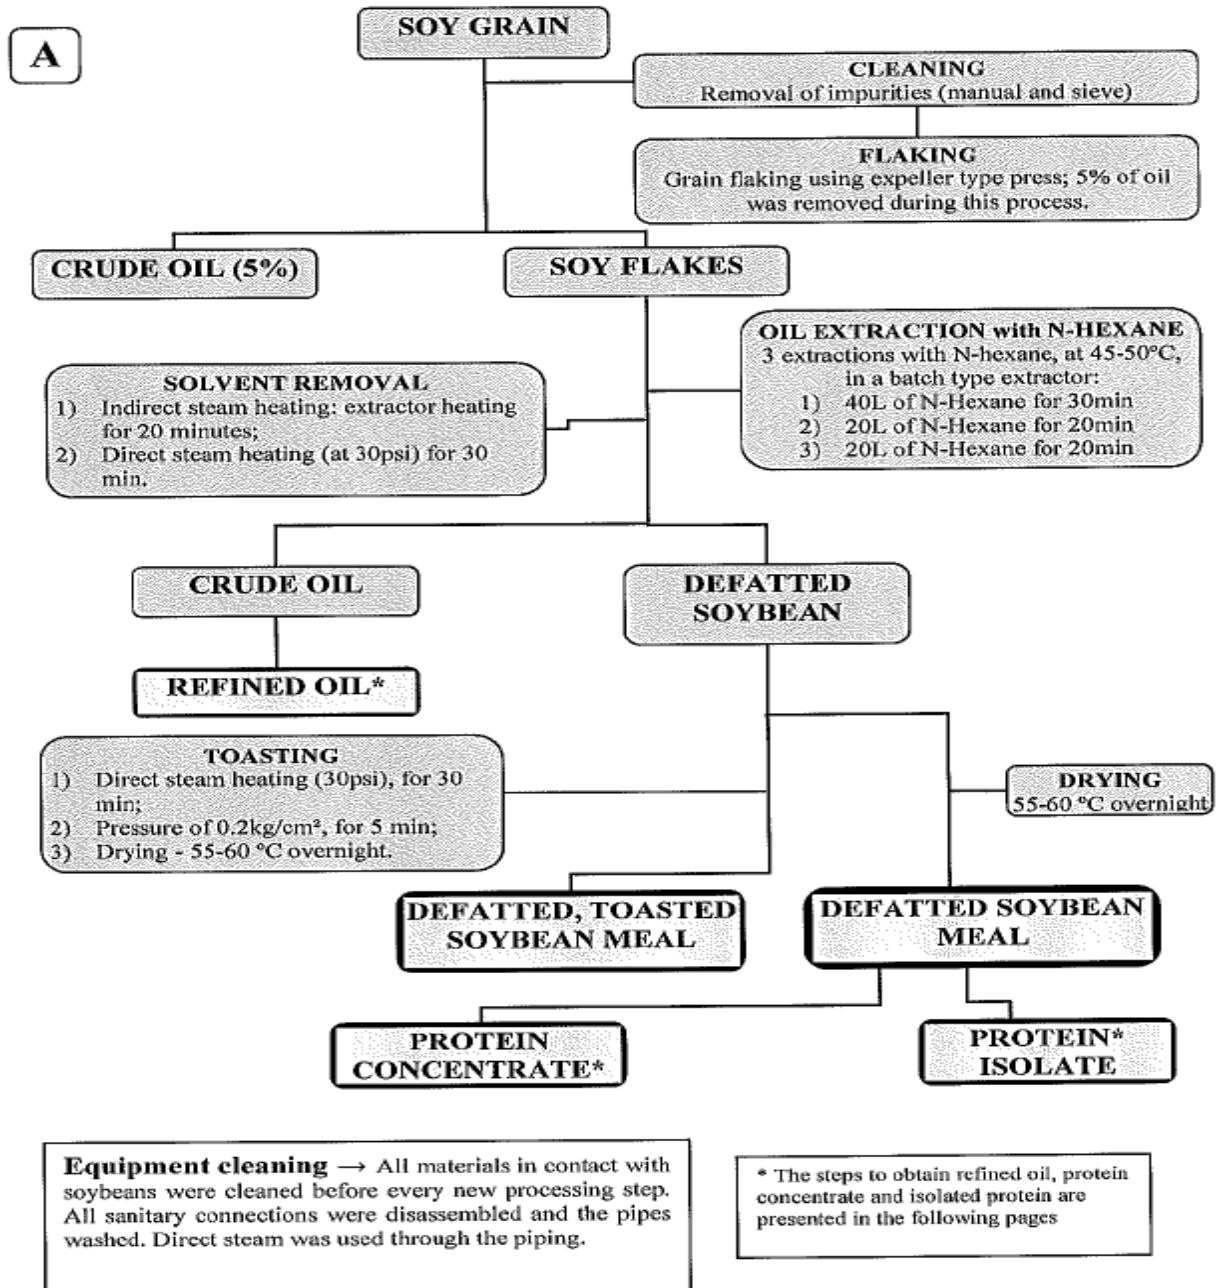 A
SOY GRAIN
CLEANING
Removal of impurities (manual and sieve)
FLAKING
Grain flaking using expeller type press; 5% of oil
was removed during this process.
CRUDE OIL (5%)
SOY FLAKES
OIL EXTRACTION with N-HEXANE
3 extractions with N-hexane, at 45-50ºC,
in a batch type extractor:
1) 40L of N-Hexane for 30min
2) 20L of N-Hexane for 20min
3) 20L of N-Hexane for 20min
SOLVENT REMOVAL
1) Indirect steam heating: extractor heating
for 20 minutes;
2) Direct steam heating (at 30psi) for 30
min.
CRUDE OIL
DEFATTED
SOYBEAN
REFINED OIL*
TOASTING
1) Direct steam heating (30psi), for 30
min;
2) Pressure of 0.2kg/cm², for 5 min;
3) Drying - 55-60 ºC overnight.
DRYING
55-60 ºC overnight
DEFATTED, TOASTED
SOYBEAN MEAL
DEFATTED SOYBEAN
MEAL
PROTEIN
CONCENTRATE*
PROTEIN*
ISOLATE
Equipment cleaning → All materials in contact with
soybeans were cleaned before every new processing step.
All sanitary connections were disassembled and the pipes
washed. Direct steam was used through the piping.
* The steps to obtain refined oil, protein
concentrate and isolated protein are
presented in the following pages